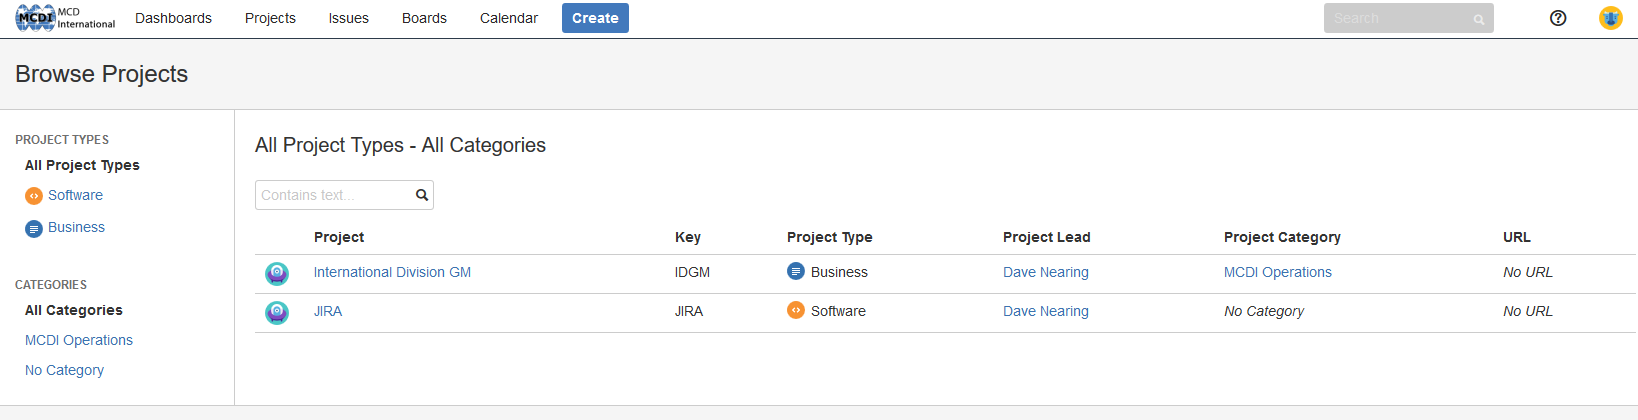 MCDI MCD International Dashboards Projects Issues Boards Calendar Create Search
Browse Projects
PROJECT TYPES
All Project Types
Software
Business
CATEGORIES
All Categories
MCDI Operations
No Category
All Project Types - All Categories
Contains text...
Project Key Project Type Project Lead Project Category URL
International Division GM IDGM Business Dave Nearing MCDI Operations No URL
JIRA JIRA Software Dave Nearing No Category No URL